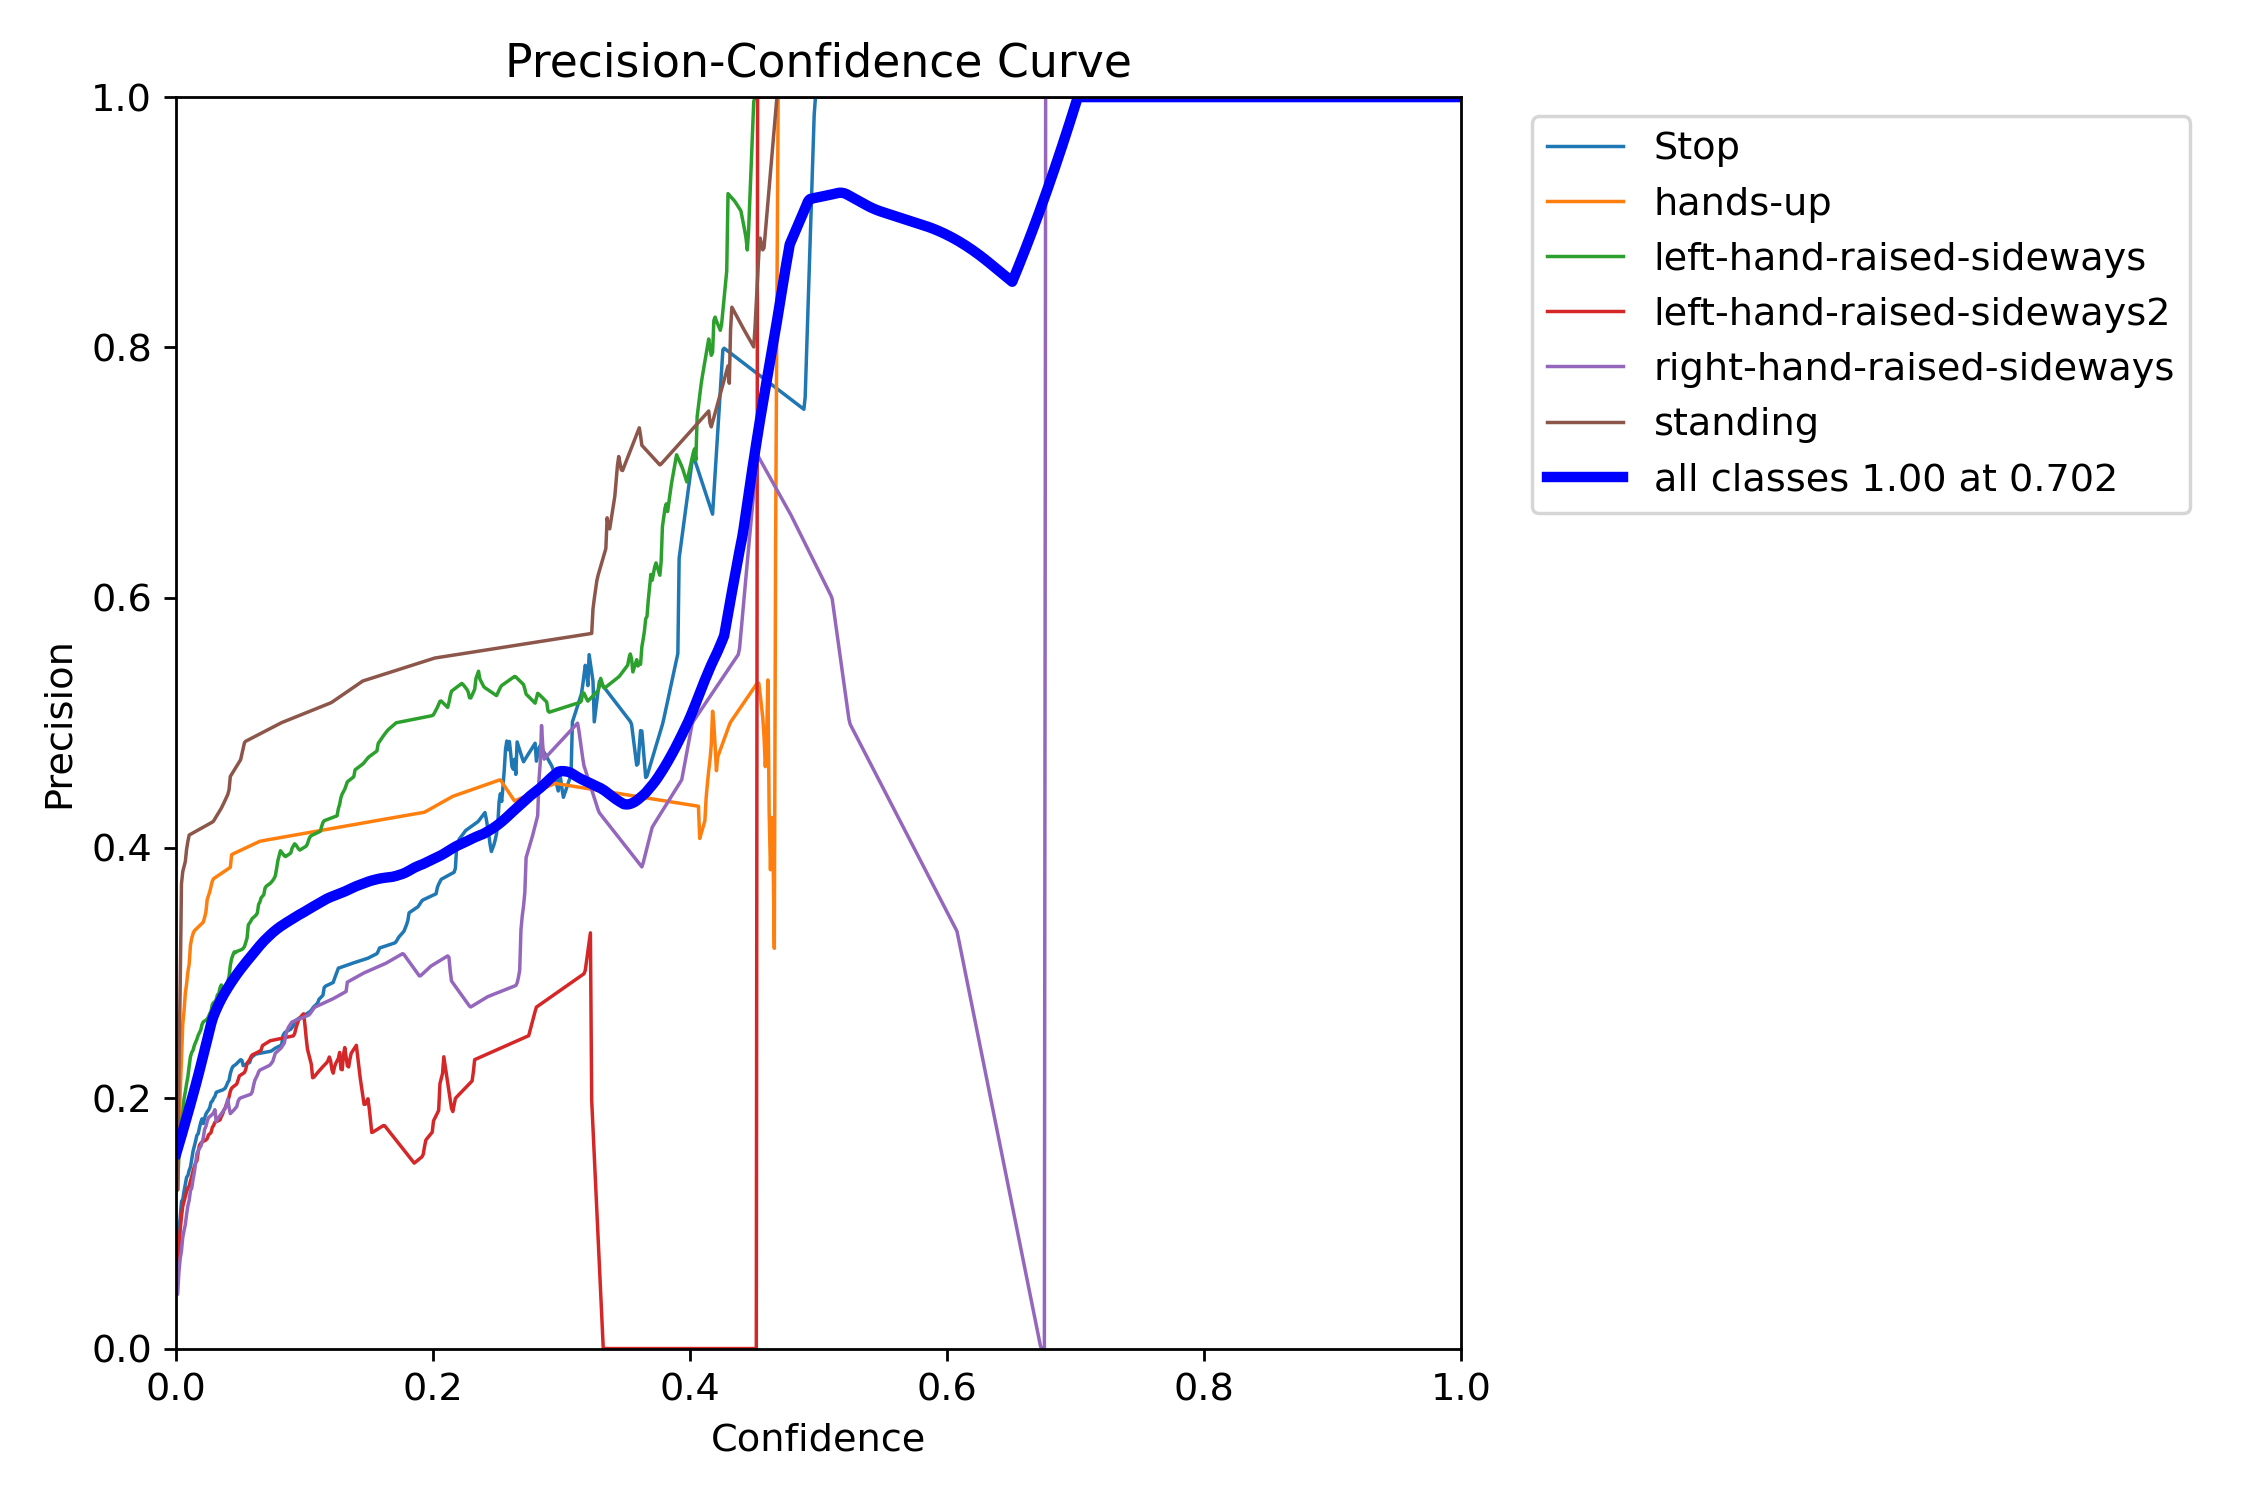 Precision-Confidence Curve
1.0
0.8
0.6
0.4
0.2
0.0
Precision
0.0 0.2 0.4 0.6 0.8 1.0
Confidence
Stop
hands-up
left-hand-raised-sideways
left-hand-raised-sideways2
right-hand-raised-sideways
standing
all classes 1.00 at 0.702